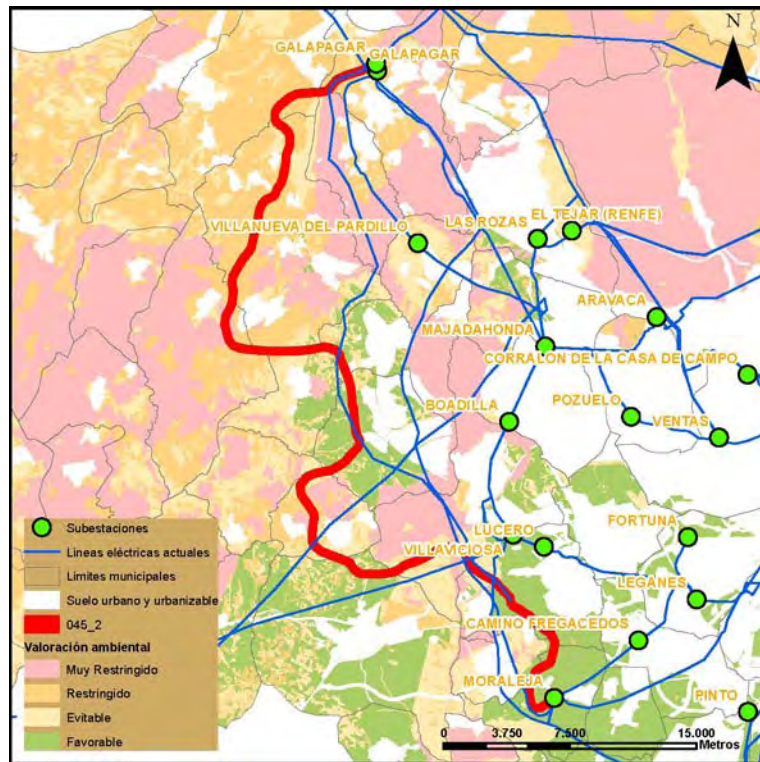 N
GALAPAGAR
GALAPAGAR
VILLANUEVA DEL PARDILLO
LAS ROZAS
EL TEJAR (RENFE)
ARAVACA
MAJADAHONDA
CORRALON DE LA CASA DE CAMPO
BOADILLA
POZUELO
VENTAS
LUCERO
FORTUNA
VILLAVICIOSA
LEGANES
CAMINO FREGACEDOS
MORALEJA
PINTO
Subestaciones
Lineas eléctricas actuales
Limites municipales
Suelo urbano y urbanizable
045_2
Valoración ambiental
Muy Restringido
Restringido
Evitable
Favorable
0 3.750 7.500 15.000
Metros